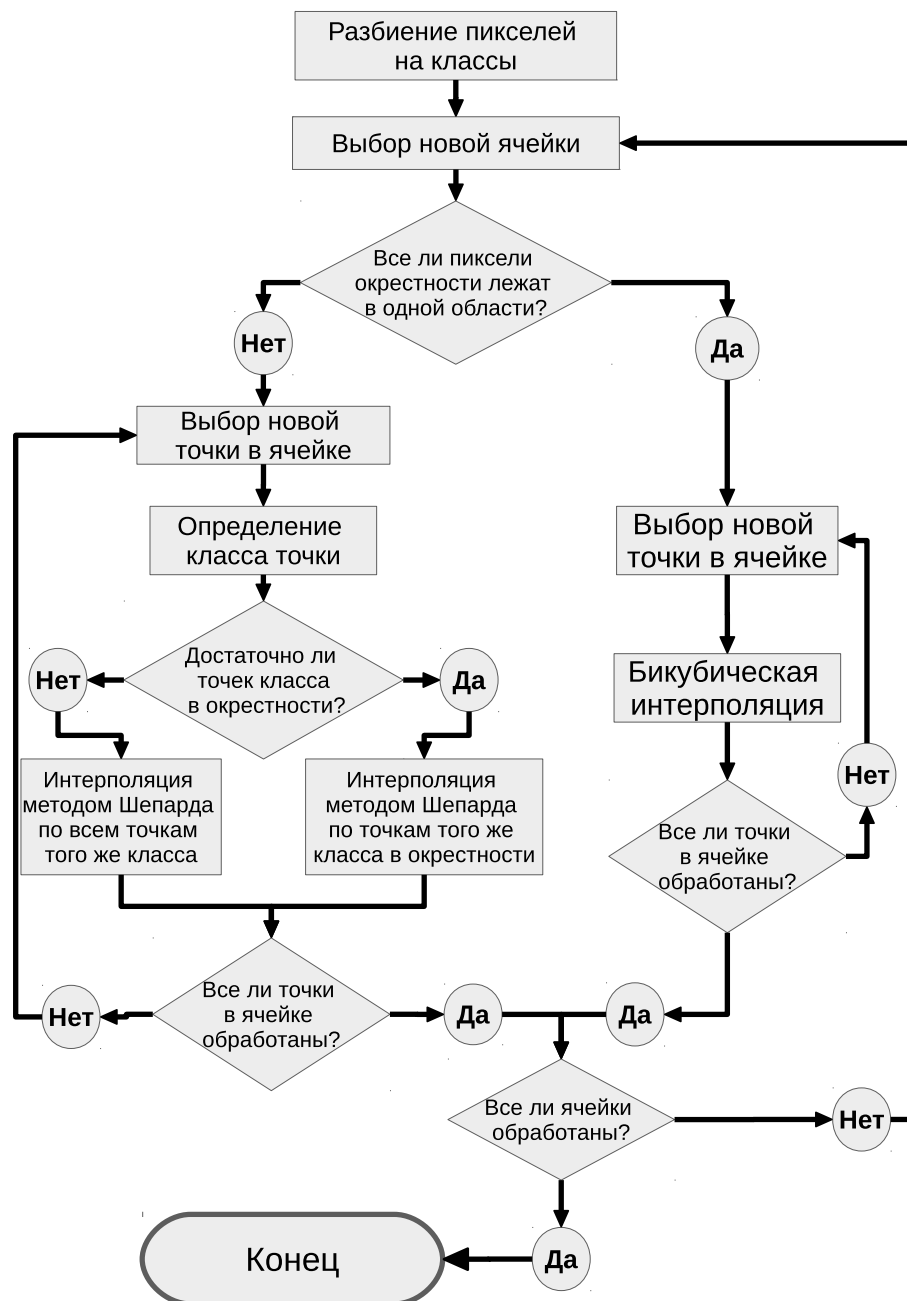 Разбиение пикселей
на классы
Выбор новой ячейки
Все ли пиксели
окрестности лежат
в одной области?
Нет
Да
Выбор новой
точки в ячейке
Определение
класса точки
Выбор новой
точки в ячейке
Достаточно ли
точек класса
в окрестности?
Нет
Да
Бикубическая
интерполяция
Интерполяция
методом Шепарда
по всем точкам
того же класса
Интерполяция
методом Шепарда
по точкам того же
класса в окрестности
Нет
Все ли точки
в ячейке
обработаны?
Все ли точки
в ячейке
обработаны?
Нет
Да
Да
Все ли ячейки
обработаны?
Нет
Да
Конец